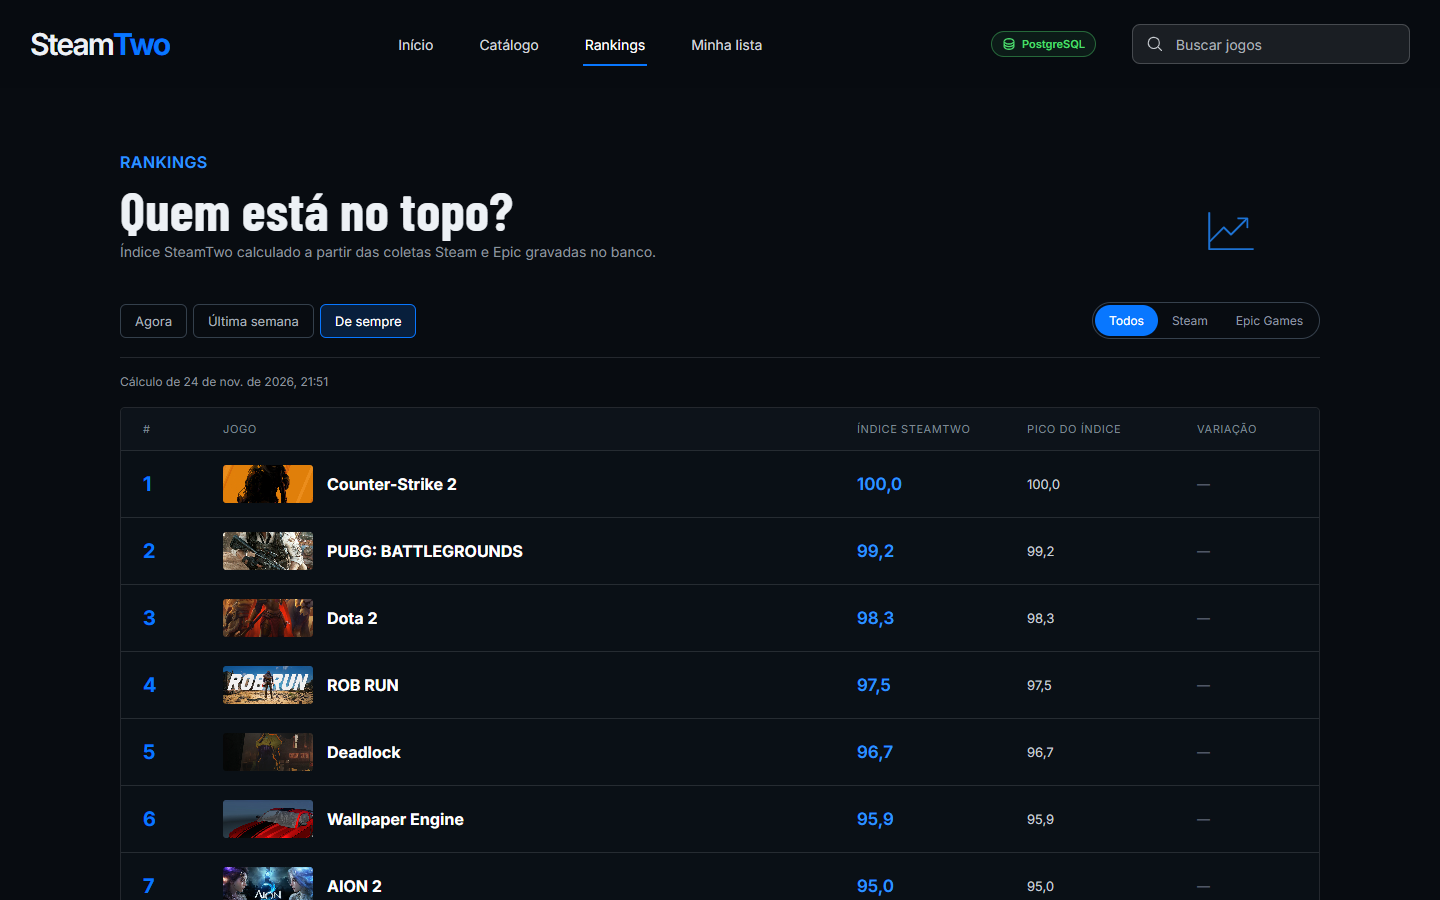 SteamTwo
Início
Catálogo
Rankings
Minha lista
PostgreSQL
Buscar jogos
RANKINGS
Quem está no topo?
Índice SteamTwo calculado a partir das coletas Steam e Epic gravadas no banco.
Agora
Última semana
De sempre
Todos
Steam
Epic Games
Cálculo de 24 de nov. de 2026, 21:51
# JOGO ÍNDICE STEAMTWO PICO DO ÍNDICE VARIAÇÃO
1 Counter-Strike 2 100,0 100,0 —
2 PUBG: BATTLEGROUNDS 99,2 99,2 —
3 Dota 2 98,3 98,3 —
4 ROB RUN ROB RUN 97,5 97,5 —
5 Deadlock 96,7 96,7 —
6 Wallpaper Engine 95,9 95,9 —
7 AION AION 2 95,0 95,0 —